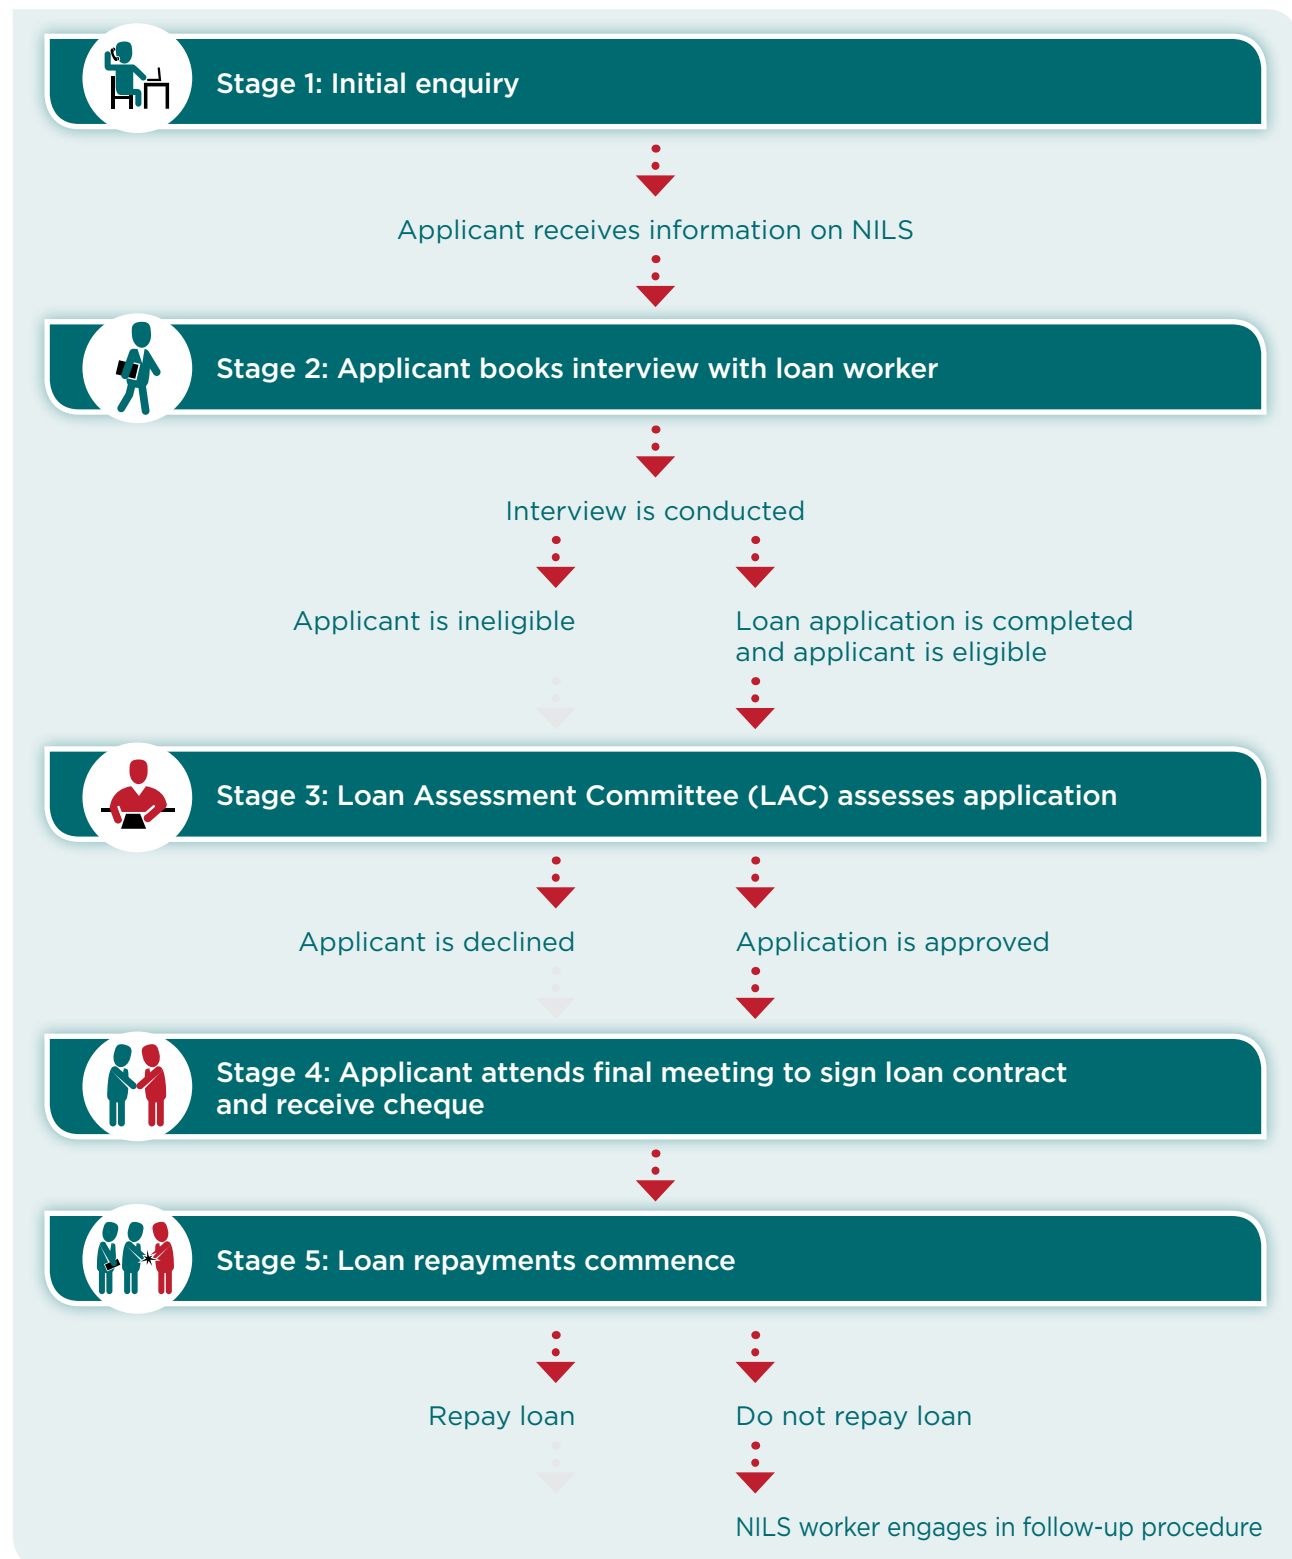 Stage 1: Initial enquiry
Applicant receives information on NILS
Stage 2: Applicant books interview with loan worker
Interview is conducted
Applicant is ineligible
Loan application is completed
and applicant is eligible
Stage 3: Loan Assessment Committee (LAC) assesses application
Applicant is declined
Application is approved
Stage 4: Applicant attends final meeting to sign loan contract
and receive cheque
Stage 5: Loan repayments commence
Repay loan
Do not repay loan
NILS worker engages in follow-up procedure